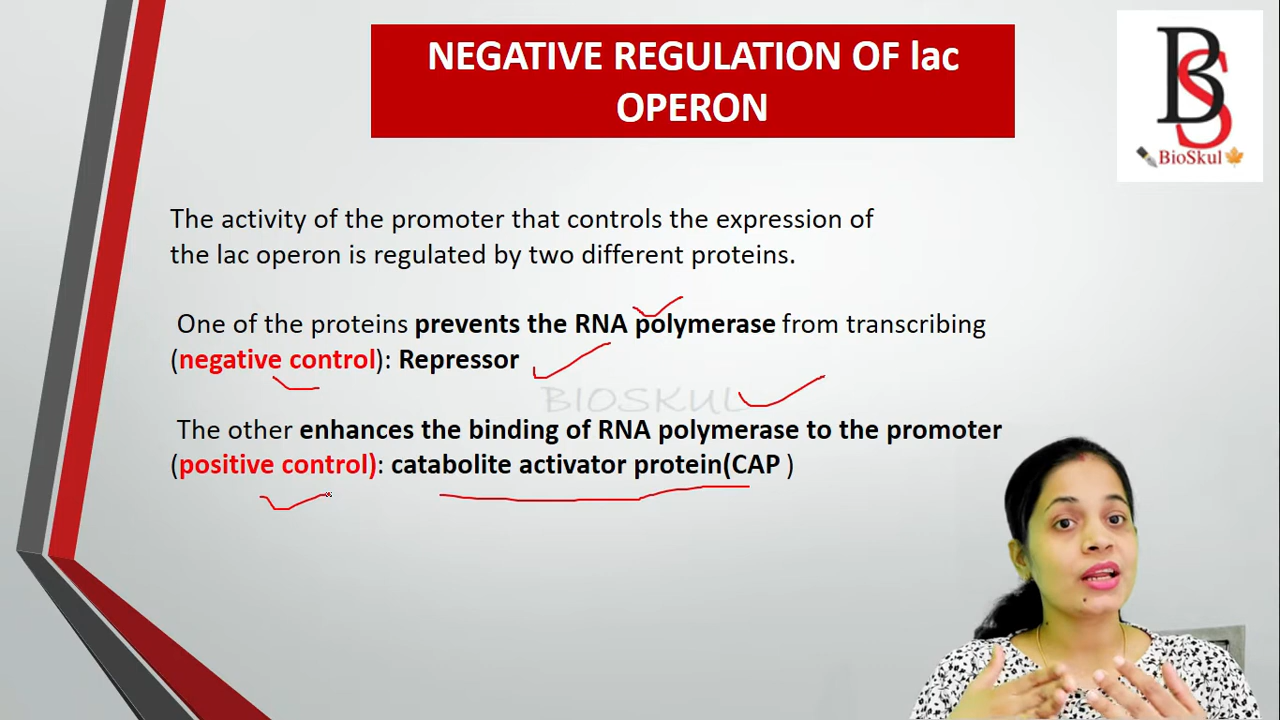 NEGATIVE REGULATION OF lac
OPERON
BS
BioSkul
The activity of the promoter that controls the expression of
the lac operon is regulated by two different proteins.
One of the proteins prevents the RNA polymerase from transcribing
(negative control): Repressor
BIOSKUL
The other enhances the binding of RNA polymerase to the promoter
(positive control): catabolite activator protein(CAP )